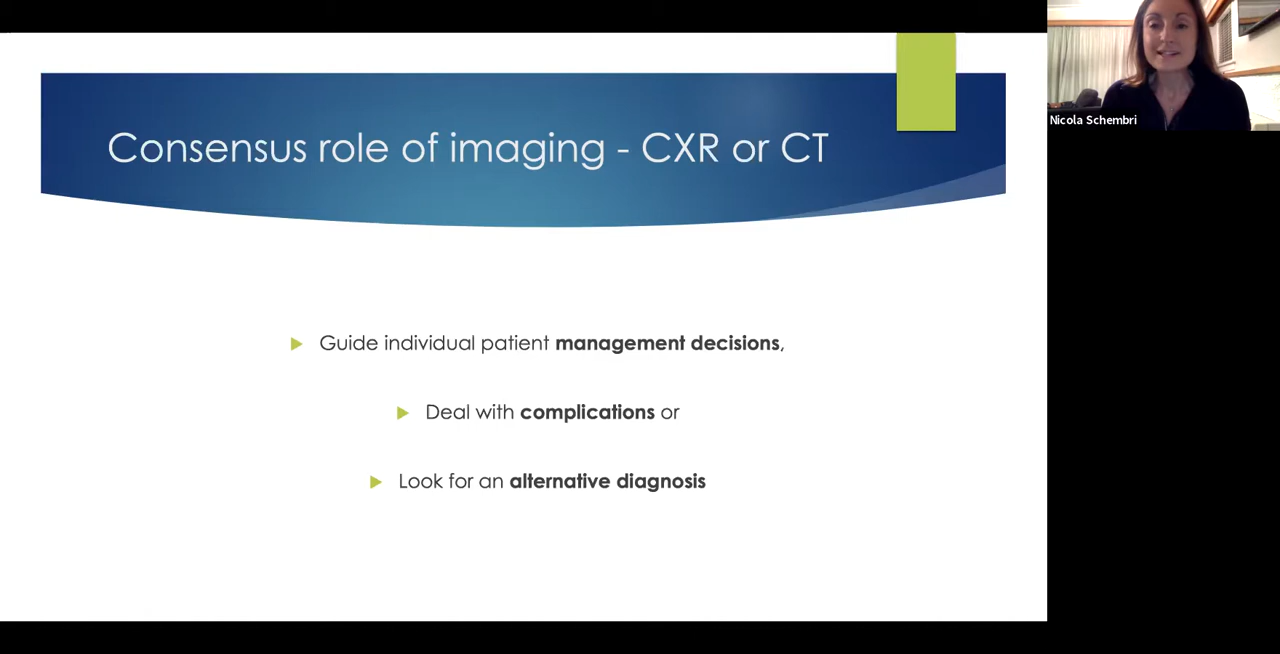 Consensus role of imaging - CXR or CT
Nicola Schembri
Guide individual patient management decisions,
Deal with complications or
Look for an alternative diagnosis